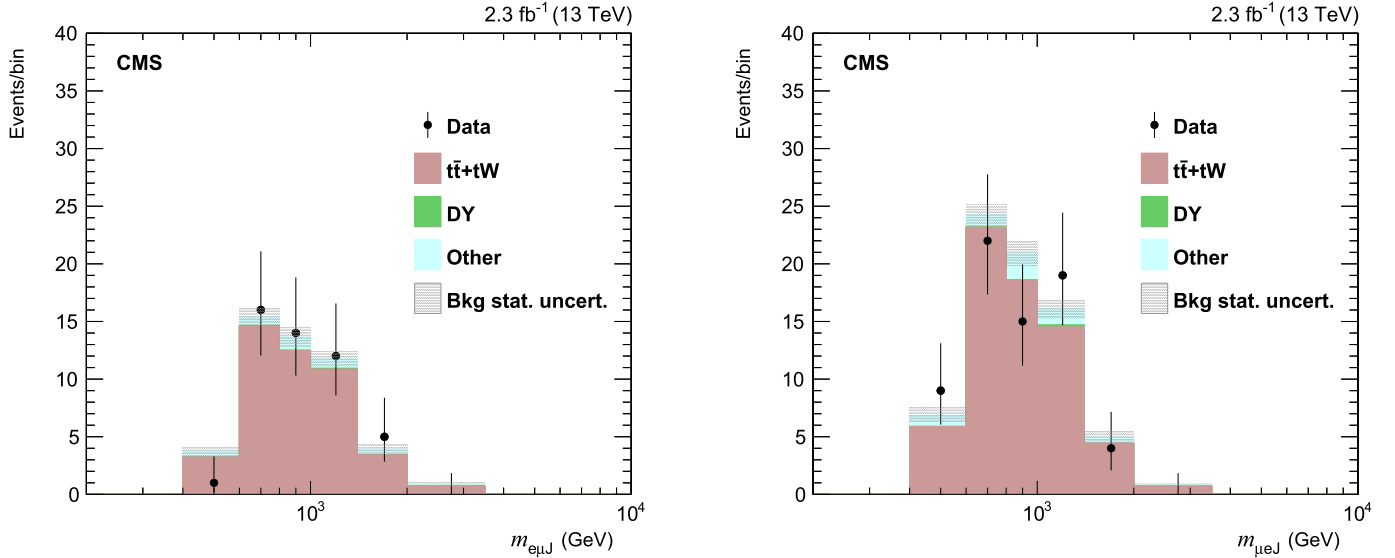 2.3 fb⁻¹ (13 TeV)
Events/bin
40
35
30
25
20
15
10
5
0
CMS
Data
tt̄+tW
DY
Other
Bkg stat. uncert.
10³
10⁴
m_eμJ (GeV)
2.3 fb⁻¹ (13 TeV)
Events/bin
40
35
30
25
20
15
10
5
0
CMS
Data
tt̄+tW
DY
Other
Bkg stat. uncert.
10³
10⁴
m_μeJ (GeV)